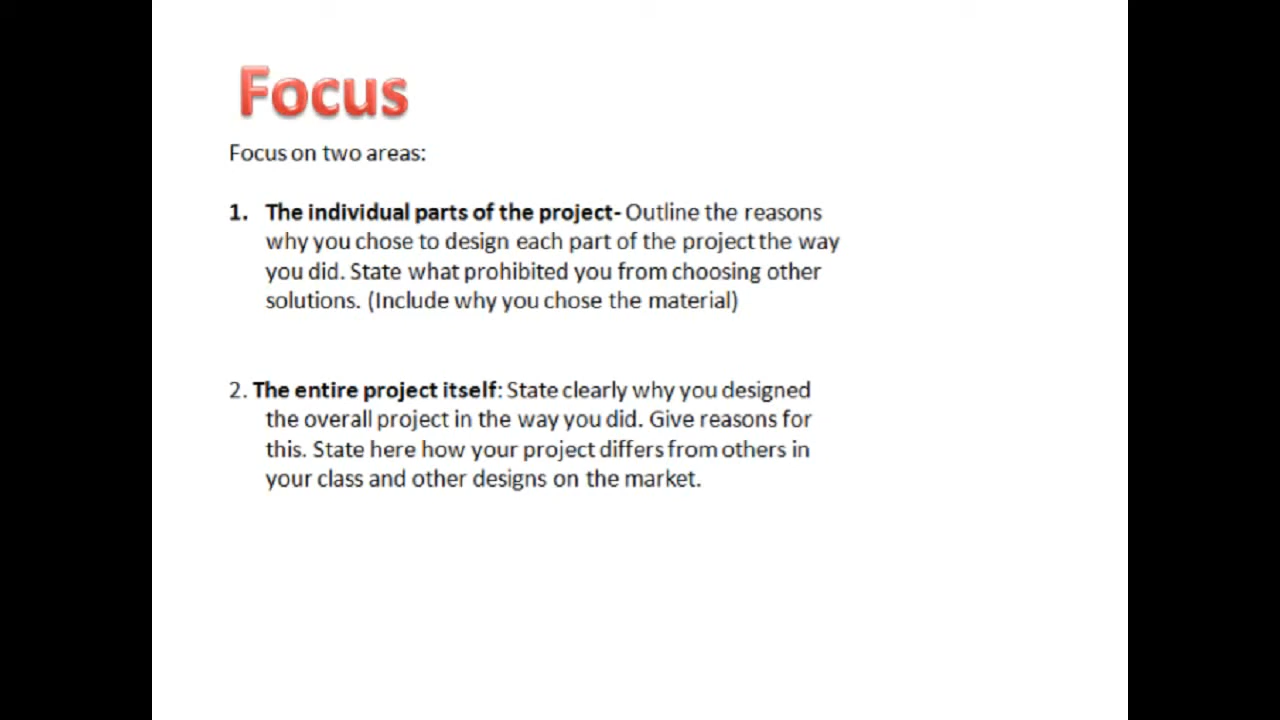 Focus
Focus on two areas:
1. The individual parts of the project- Outline the reasons
why you chose to design each part of the project the way
you did. State what prohibited you from choosing other
solutions. (Include why you chose the material)
2. The entire project itself: State clearly why you designed
the overall project in the way you did. Give reasons for
this. State here how your project differs from others in
your class and other designs on the market.